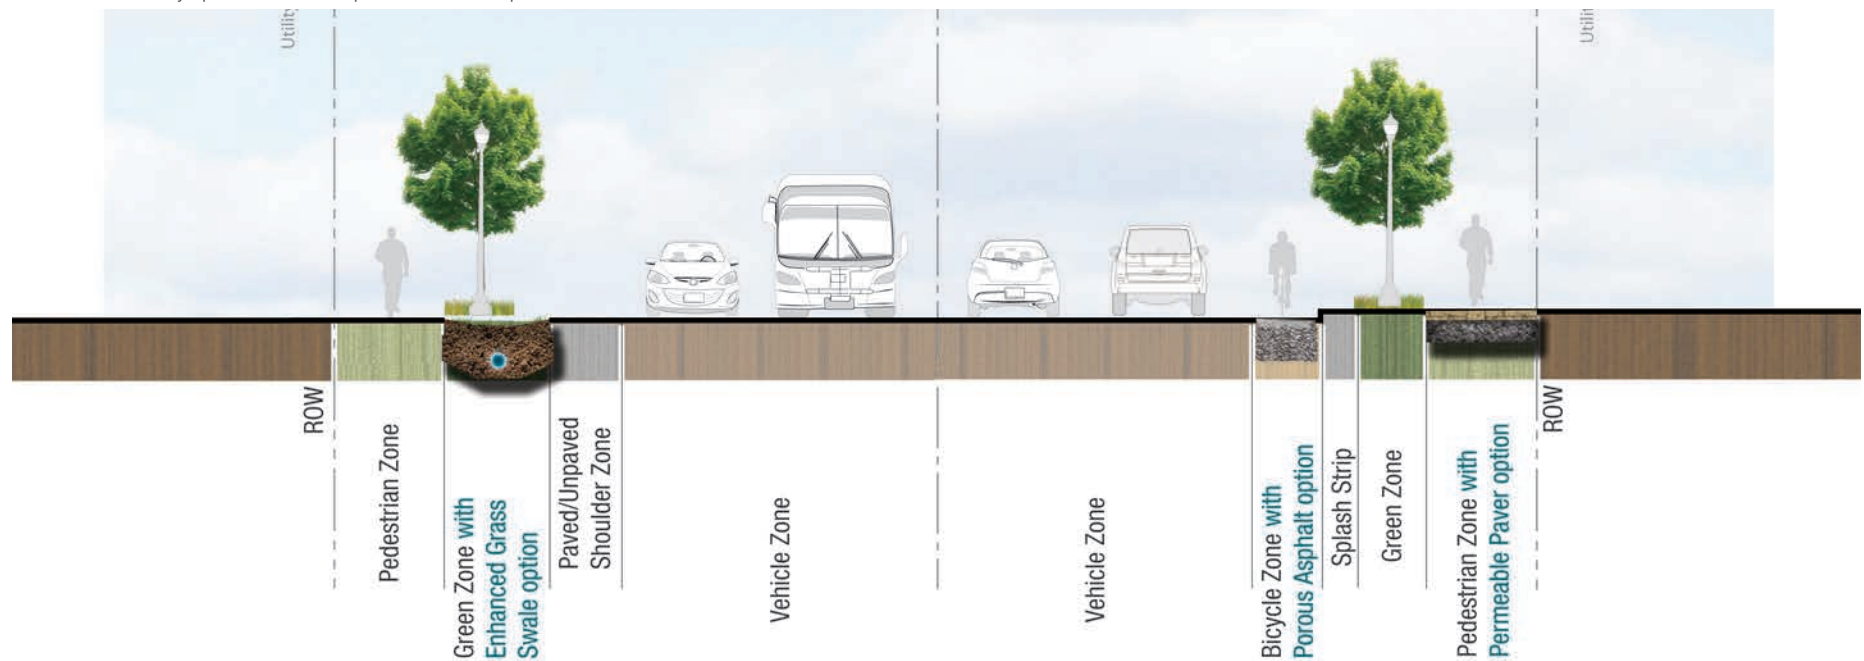 Utility
ROW
Pedestrian Zone
Green Zone with
Enhanced Grass
Swale option
Paved/Unpaved
Shoulder Zone
Vehicle Zone
Vehicle Zone
Bicycle Zone with
Porous Asphalt option
Splash Strip
Green Zone
Pedestrian Zone with
Permeable Paver option
ROW